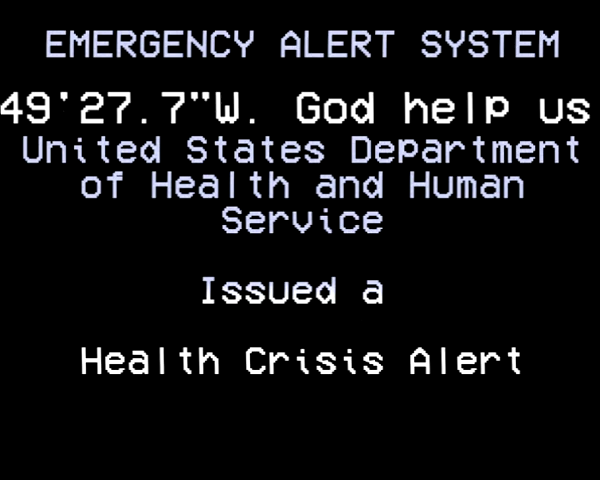 EMERGENCY ALERT SYSTEM
49'27.7"W. God help us
United States Department
of Health and Human
Service
Issued a
Health Crisis Alert